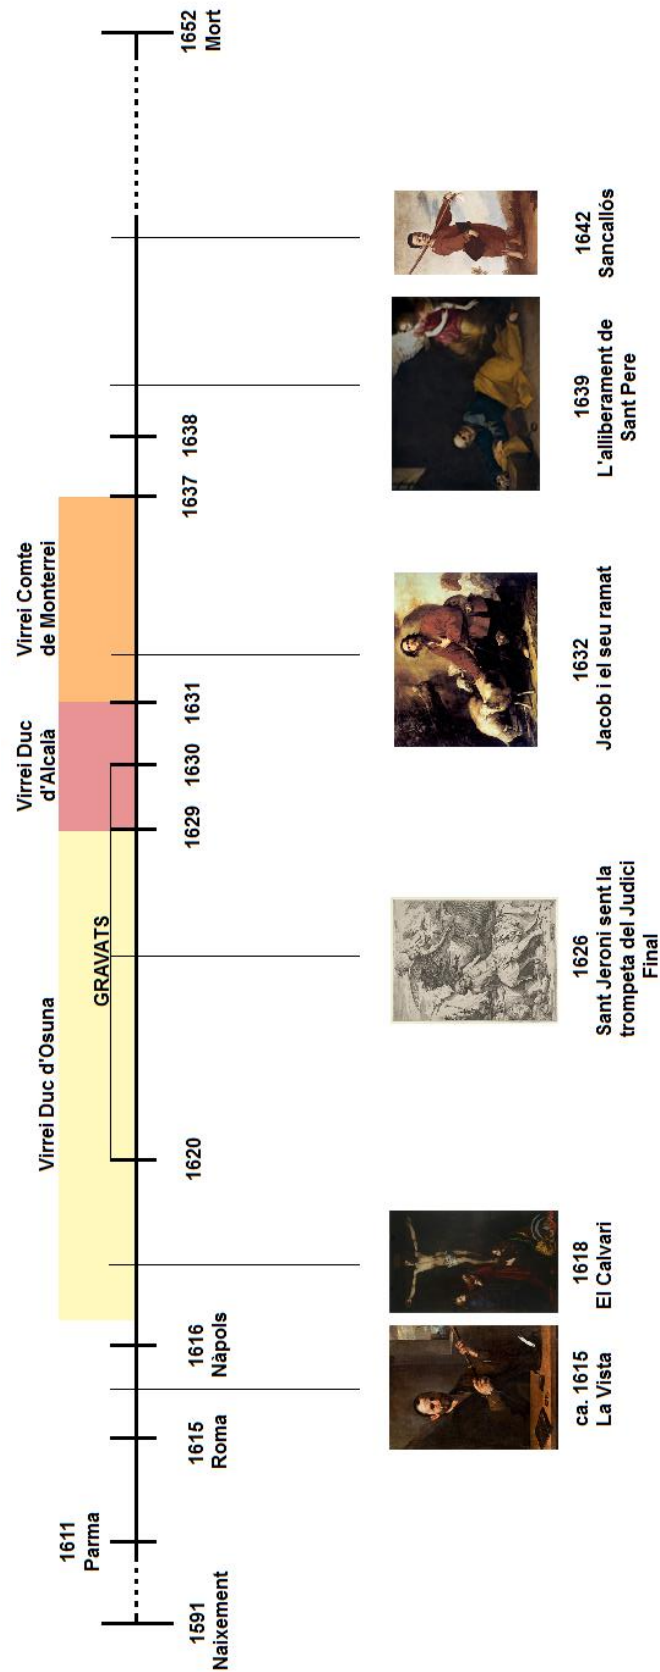 Virrei Duc d'Osuna
Virrei Duc
d'Alcalà
Virrei Comte
de Monterrei
1611
Parma
GRAVATS
1591
Naixement
1615
Roma
1616
Nàpols
1620
1629
1630
1631
1637
1638
1652
Mort
ca. 1615
La Vista
1618
El Calvari
1626
Sant Jeroni sent la
trompeta del Judici
Final
1632
Jacob i el seu ramat
1639
L'alliberament de
Sant Pere
1642
Sancallós